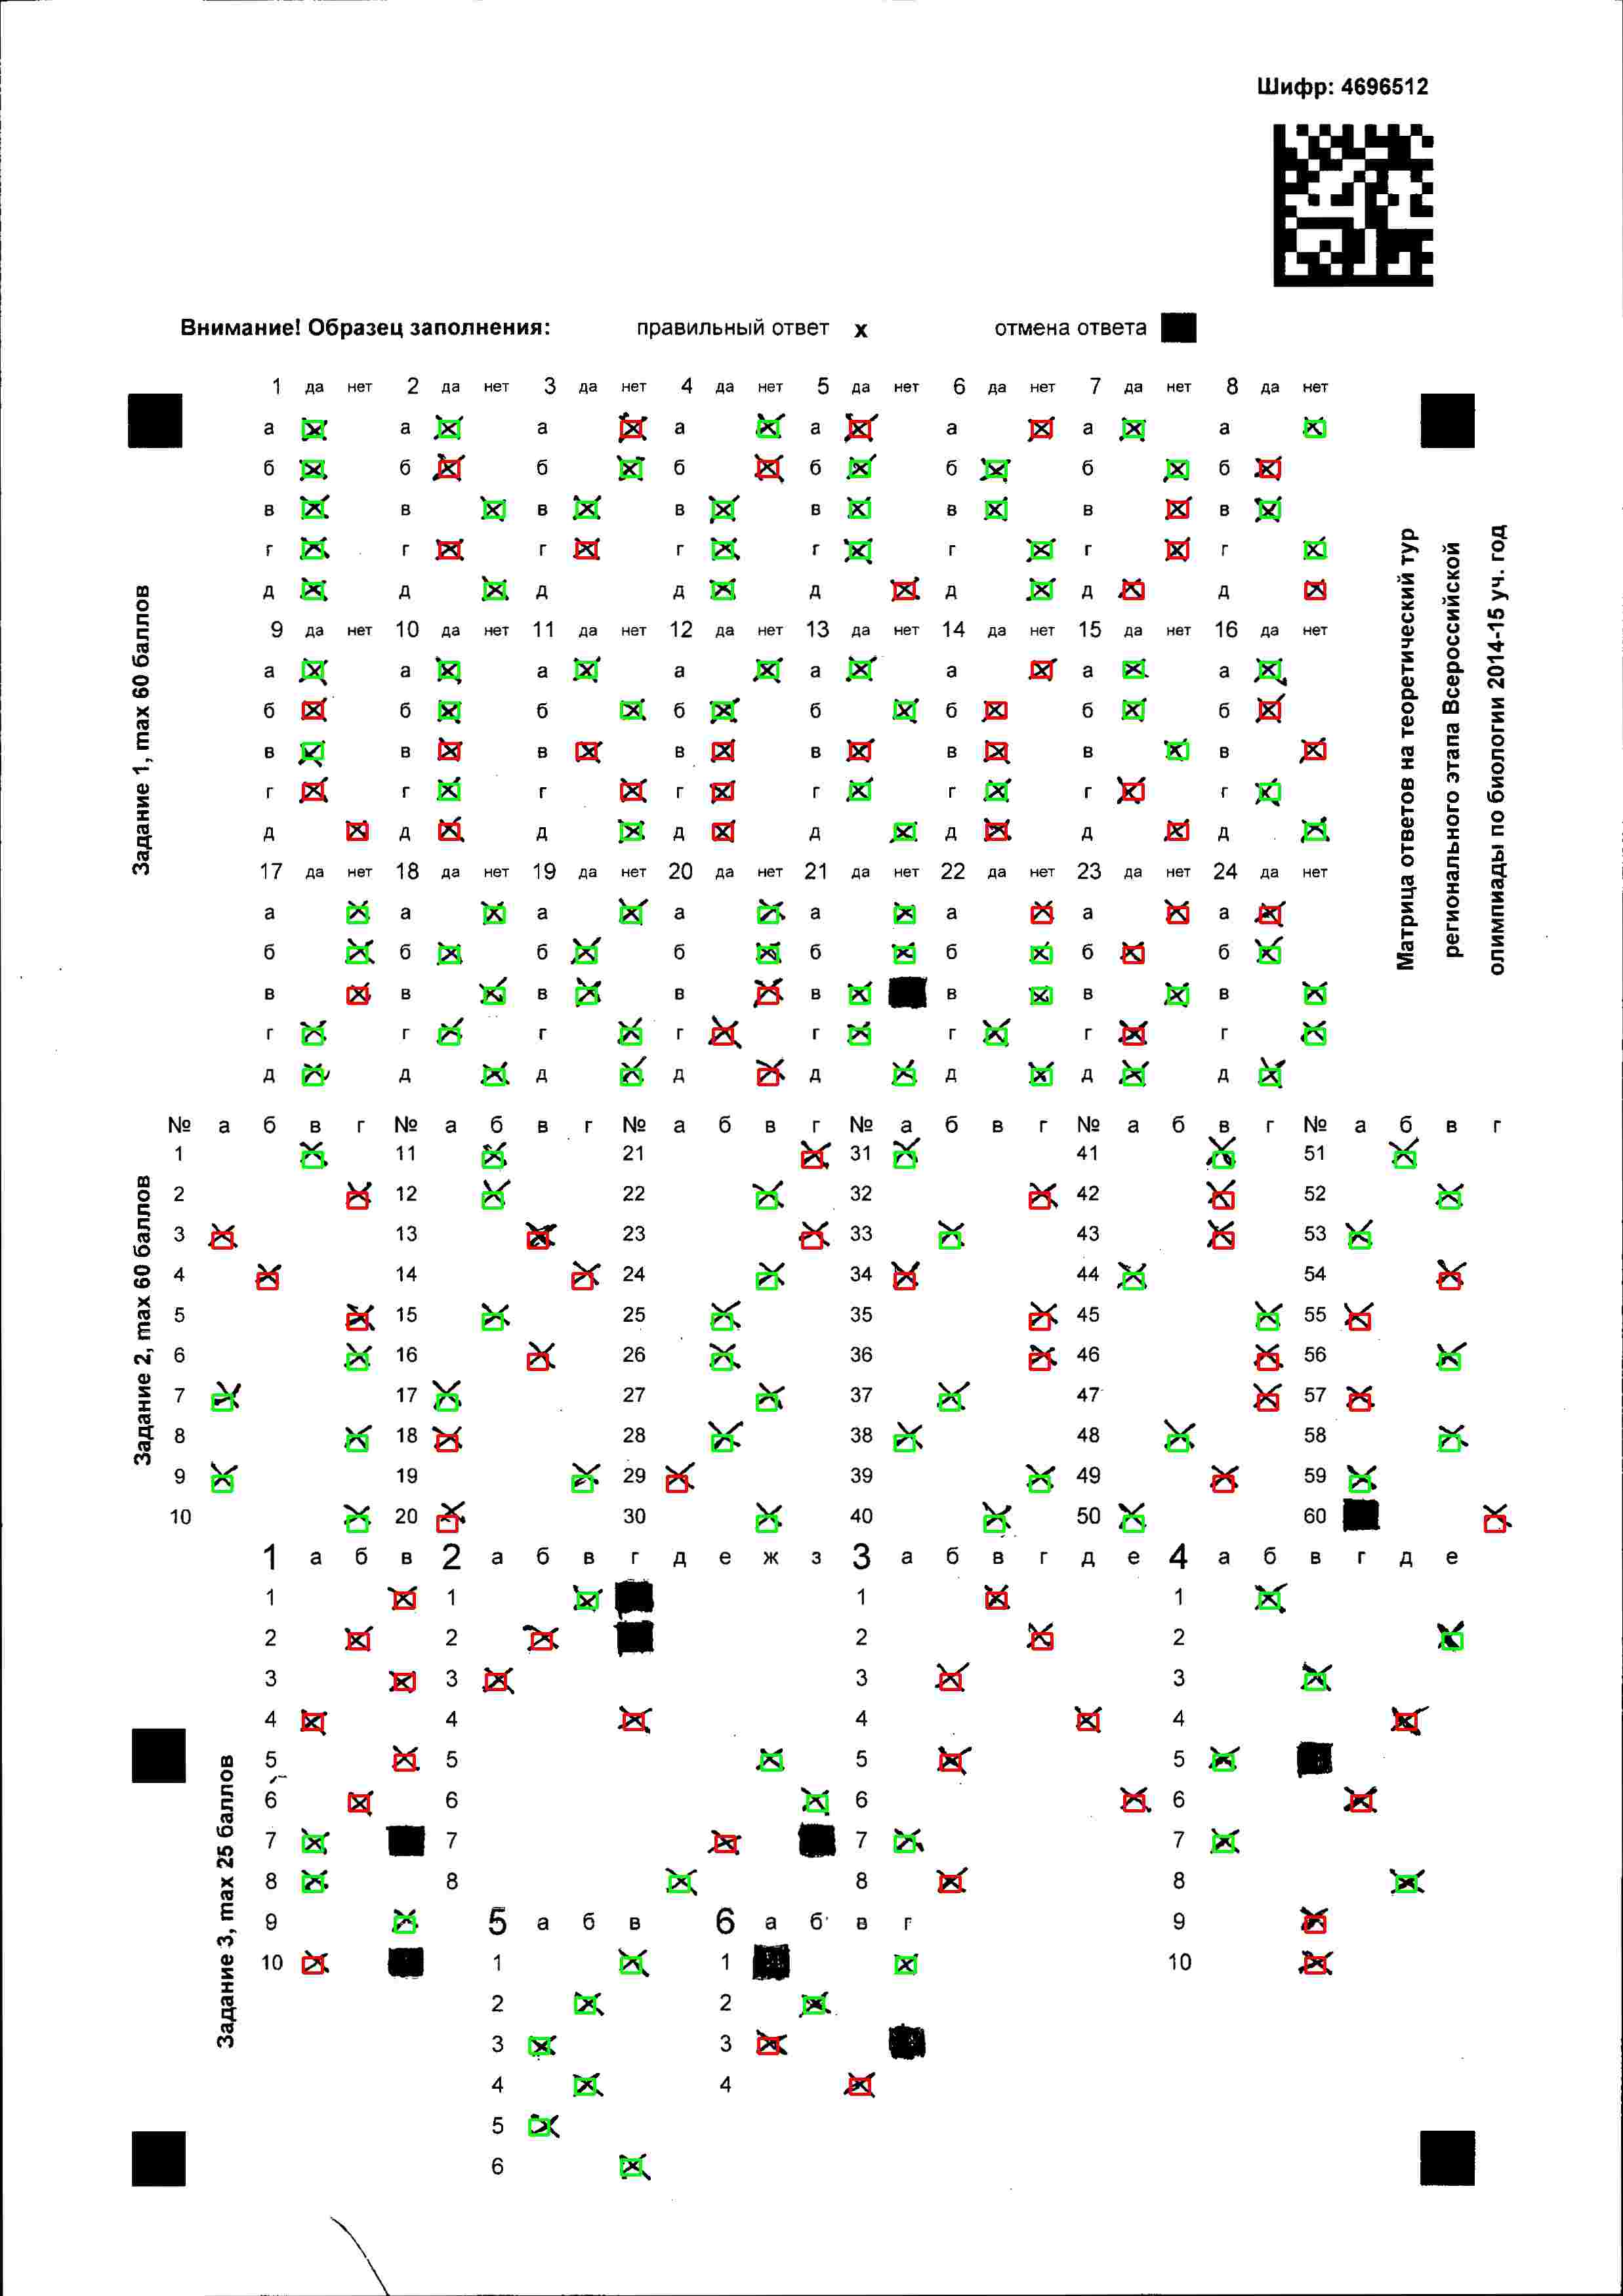 Шифр: 4696512
Внимание! Образец заполнения: правильный ответ x отмена ответа
1 да нет 2 да нет 3 да нет 4 да нет 5 да нет 6 да нет 7 да нет 8 да нет
а а а а а а а а
б б б б б б б б
в в в в в в в в
г г г г г г г г
д д д д д д д д
9 да нет 10 да нет 11 да нет 12 да нет 13 да нет 14 да нет 15 да нет 16 да нет
а а а а а а а а
б б б б б б б б
в в в в в в в в
г г г г г г г г
д д д д д д д д
17 да нет 18 да нет 19 да нет 20 да нет 21 да нет 22 да нет 23 да нет 24 да нет
а а а а а а а а
б б б б б б б б
в в в в в в в в
г г г г г г г г
д д д д д д д д
Задание 1, max 60 баллов
Матрица ответов на теоретический тур
регионального этапа Всероссийской
олимпиады по биологии 2014-15 уч. год
№ а б в г № а б в г № а б в г № а б в г № а б в г № а б в г
1 11 21 31 41 51
2 12 22 32 42 52
3 13 23 33 43 53
4 14 24 34 44 54
5 15 25 35 45 55
6 16 26 36 46 56
7 17 27 37 47 57
8 18 28 38 48 58
9 19 29 39 49 59
10 20 30 40 50 60
Задание 2, max 60 баллов
1 а б в 2 а б в г д е ж з 3 а б в г д е 4 а б в г д е
1 1 1 1
2 2 2 2
3 3 3 3
4 4 4 4
5 5 5 5
6 6 6 6
7 7 7 7
8 8 8 8
9 5 а б в 6 а б в г 9
10 1 1 10
2 2
3 3
4 4
5
6
Задание 3, max 25 баллов